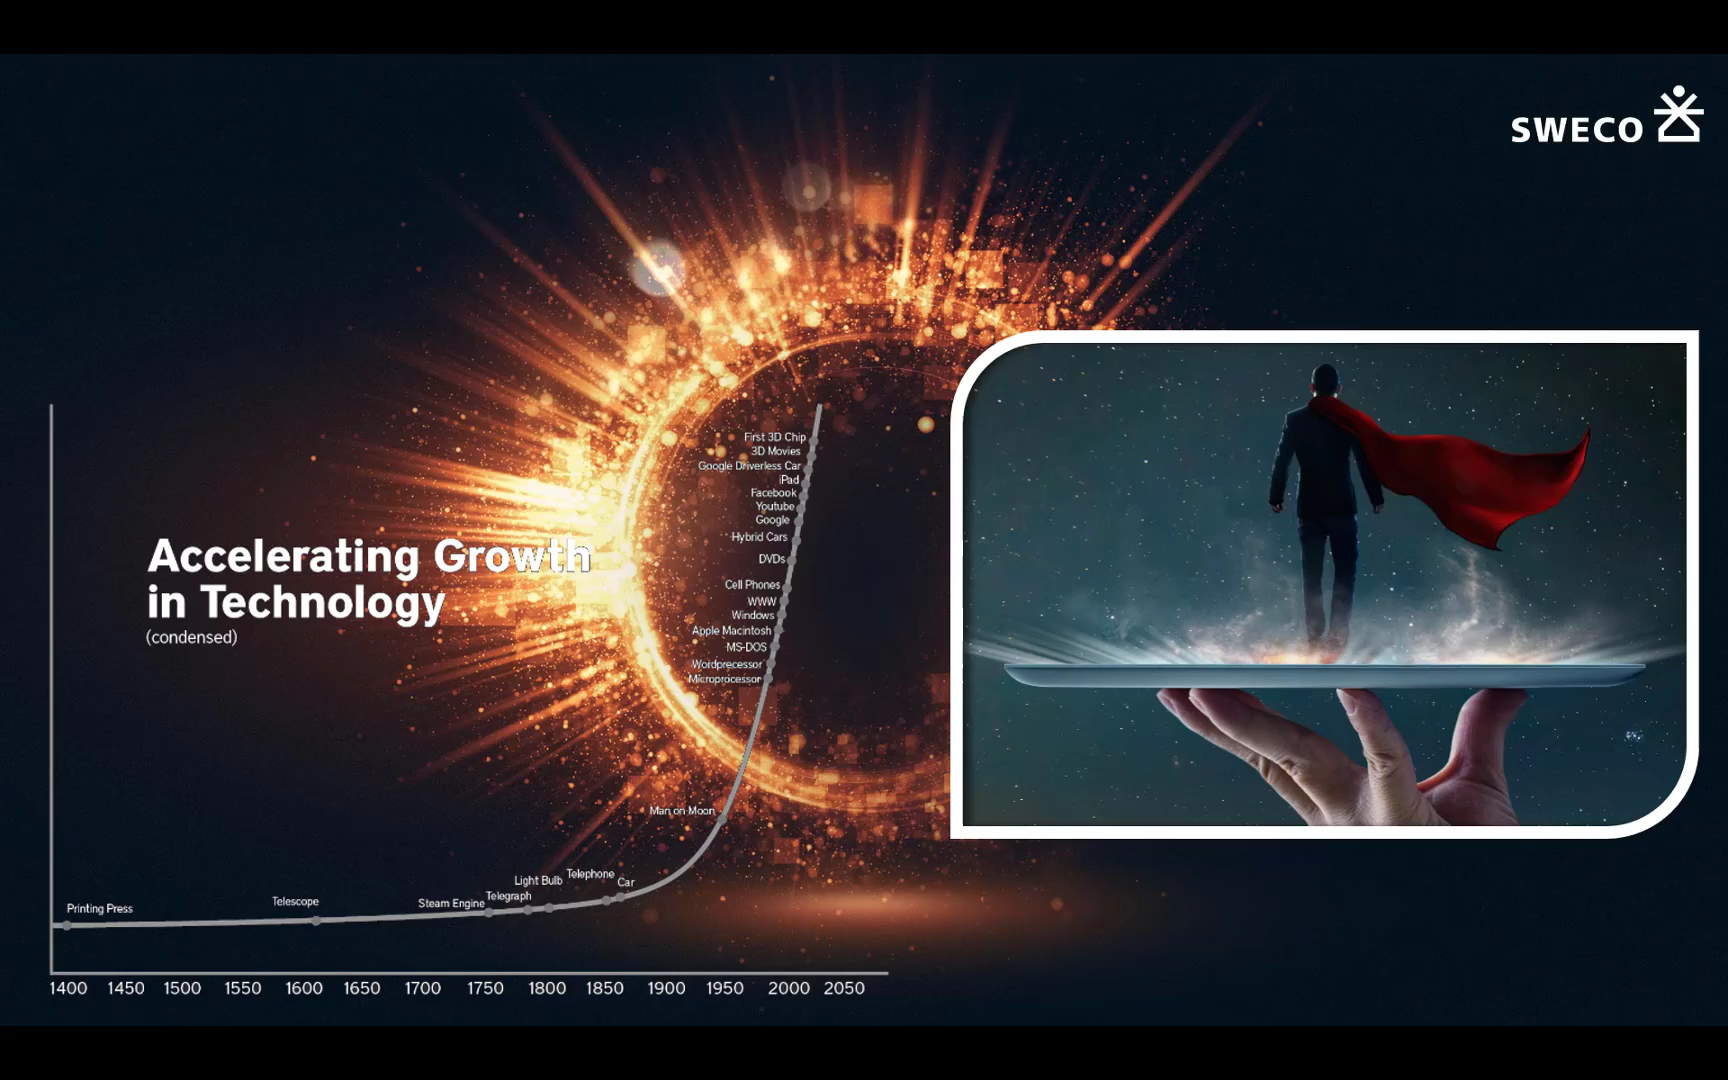 SWECO
Accelerating Growth
in Technology
(condensed)
First 3D Chip
3D Movies
Google Driverless Car
iPad
Facebook
Youtube
Google
Hybrid Cars
DVDs
Cell Phones
WWW
Windows
Apple Macintosh
MS-DOS
Wordprecessor
Microprocessor
Man on Moon
Light Bulb Telephone Car
Printing Press Telescope Steam Engine Telegraph
1400 1450 1500 1550 1600 1650 1700 1750 1800 1850 1900 1950 2000 2050